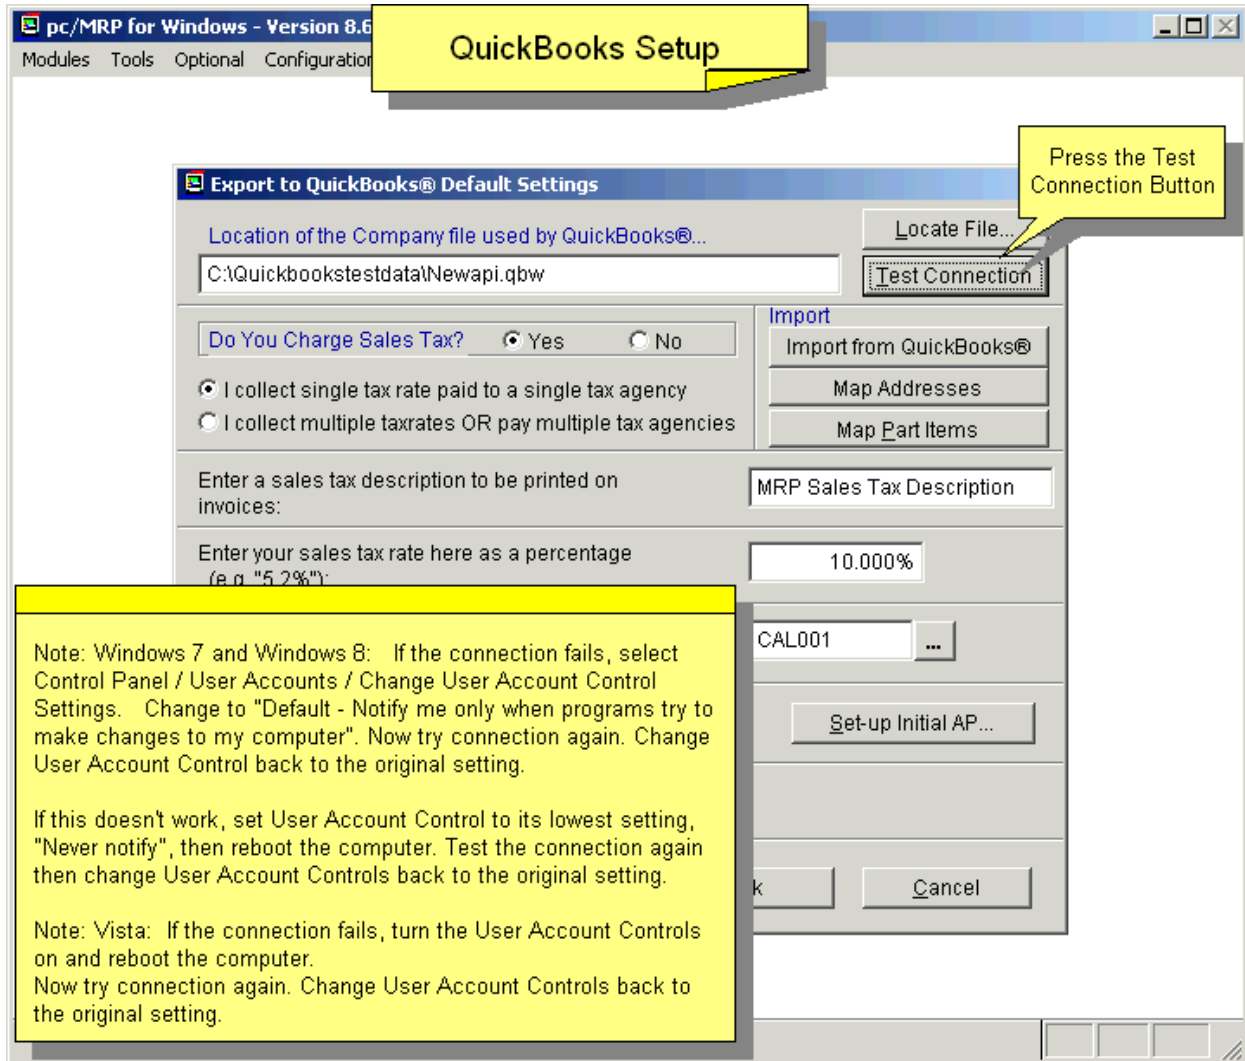 pc/MRP for Windows - Version 8.6
QuickBooks Setup
Modules Tools Optional Configuration
Press the Test
Connection Button
Export to QuickBooks® Default Settings
Location of the Company file used by QuickBooks®...
Locate File...
C:\Quickbookstestdata\Newapi.qbw
Test Connection
Do You Charge Sales Tax? Yes No
Import
Import from QuickBooks®
I collect single tax rate paid to a single tax agency
Map Addresses
I collect multiple taxrates OR pay multiple tax agencies
Map Part Items
Enter a sales tax description to be printed on
invoices:
MRP Sales Tax Description
Enter your sales tax rate here as a percentage
(e.g. "5.2%"):
10.000%
CAL001 ...
Set-up Initial AP...
k
Cancel
Note: Windows 7 and Windows 8: If the connection fails, select
Control Panel / User Accounts / Change User Account Control
Settings. Change to "Default - Notify me only when programs try to
make changes to my computer". Now try connection again. Change
User Account Control back to the original setting.
If this doesn't work, set User Account Control to its lowest setting,
"Never notify", then reboot the computer. Test the connection again
then change User Account Controls back to the original setting.
Note: Vista: If the connection fails, turn the User Account Controls
on and reboot the computer.
Now try connection again. Change User Account Controls back to
the original setting.